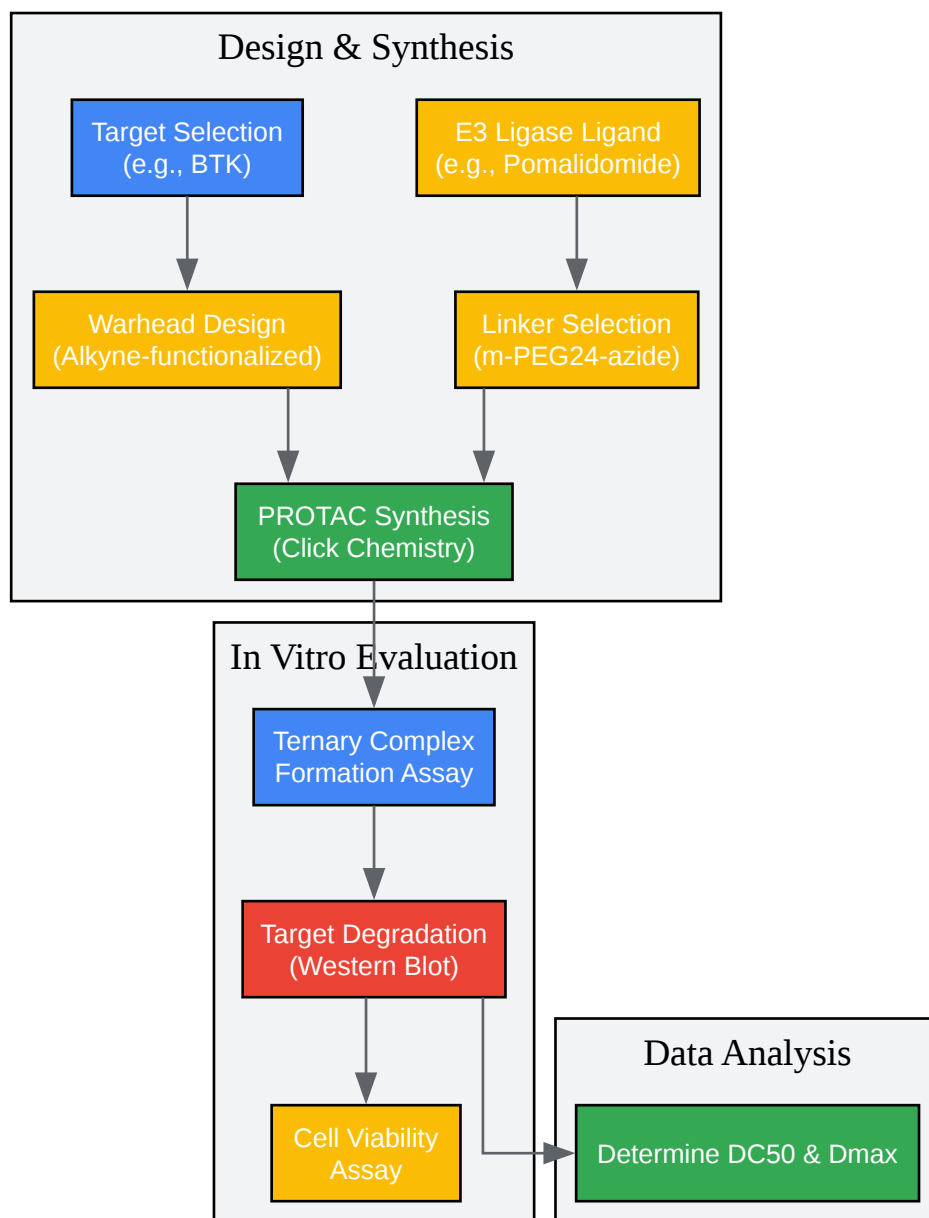 Design & Synthesis
Target Selection
(e.g., BTK)
E3 Ligase Ligand
(e.g., Pomalidomide)
Warhead Design
(Alkyne-functionalized)
Linker Selection
(m-PEG24-azide)
PROTAC Synthesis
(Click Chemistry)
In Vitro Evaluation
Ternary Complex
Formation Assay
Target Degradation
(Western Blot)
Data Analysis
Cell Viability
Assay
Determine DC50 & Dmax